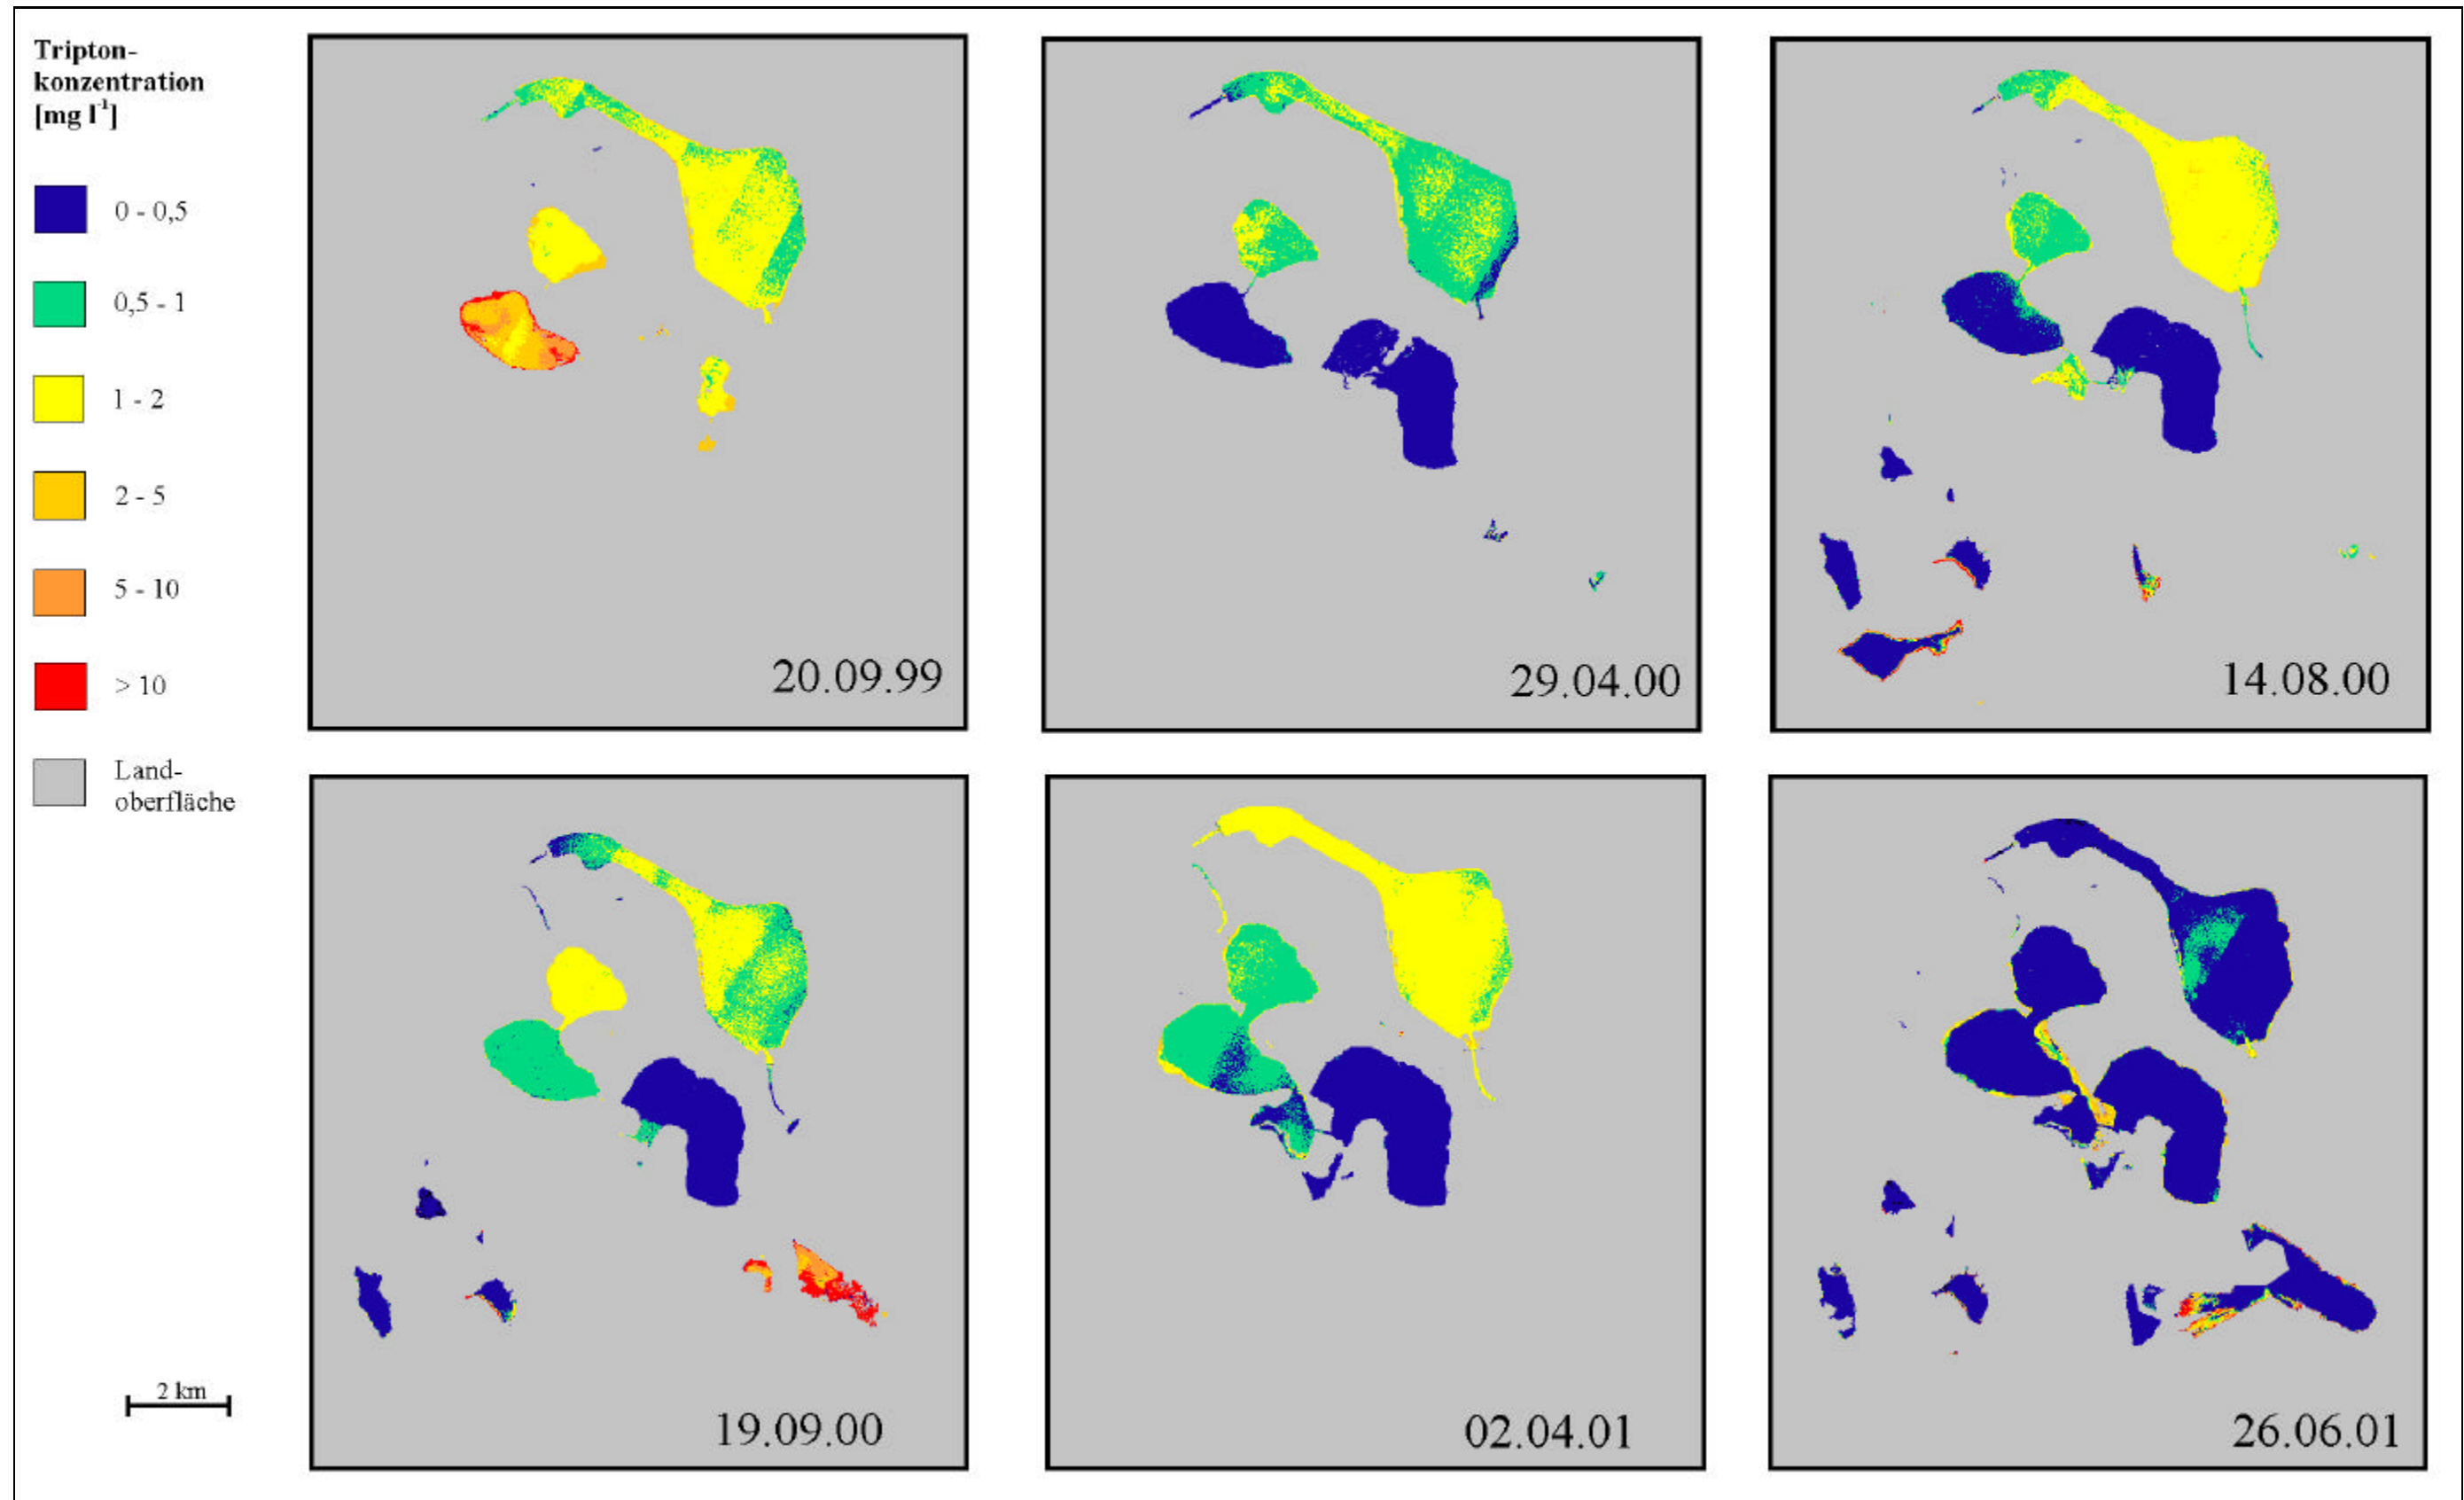 Tripton-
konzentration
[mg l⁻¹]
0 - 0,5
0,5 - 1
1 - 2
2 - 5
5 - 10
> 10
Land-
oberfläche
2 km
20.09.99
29.04.00
14.08.00
19.09.00
02.04.01
26.06.01